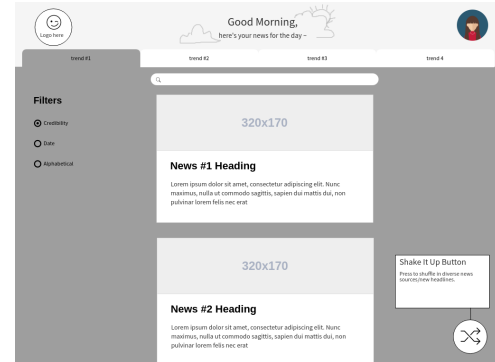 Good Morning,
Logo here
here's your news for the day ~
trend #1
trend #2
trend #3
trend 4
Filters
Credibility
Date
Alphabetical
320x170
News #1 Heading
Lorem ipsum dolor sit amet, consectetur adipiscing elit. Nunc
maximus, nulla ut commodo sagittis, sapien dui mattis dui, non
pulvinar lorem felis nec erat
320x170
News #2 Heading
Lorem ipsum dolor sit amet, consectetur adipiscing elit. Nunc
maximus, nulla ut commodo sagittis, sapien dui mattis dui, non
pulvinar lorem felis nec erat
Shake It Up Button
Press to shuffle in diverse news
sources/new headlines.